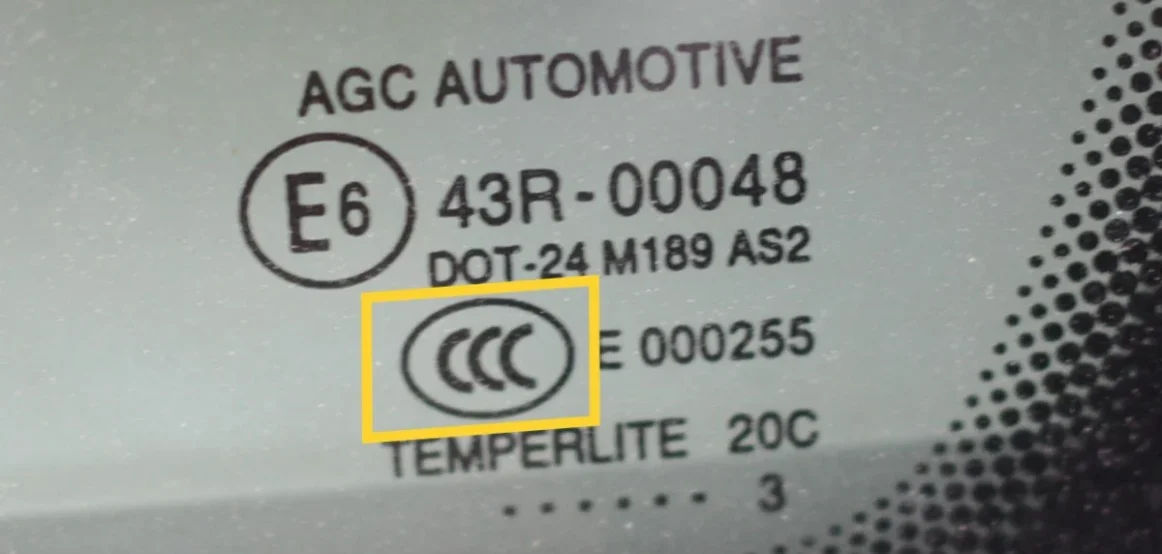 AGC AUTOMOTIVE
E6 43R-00048
DOT-24 M189 AS2
CCC E 000255
TEMPERLITE 20C
. . . . . . 3